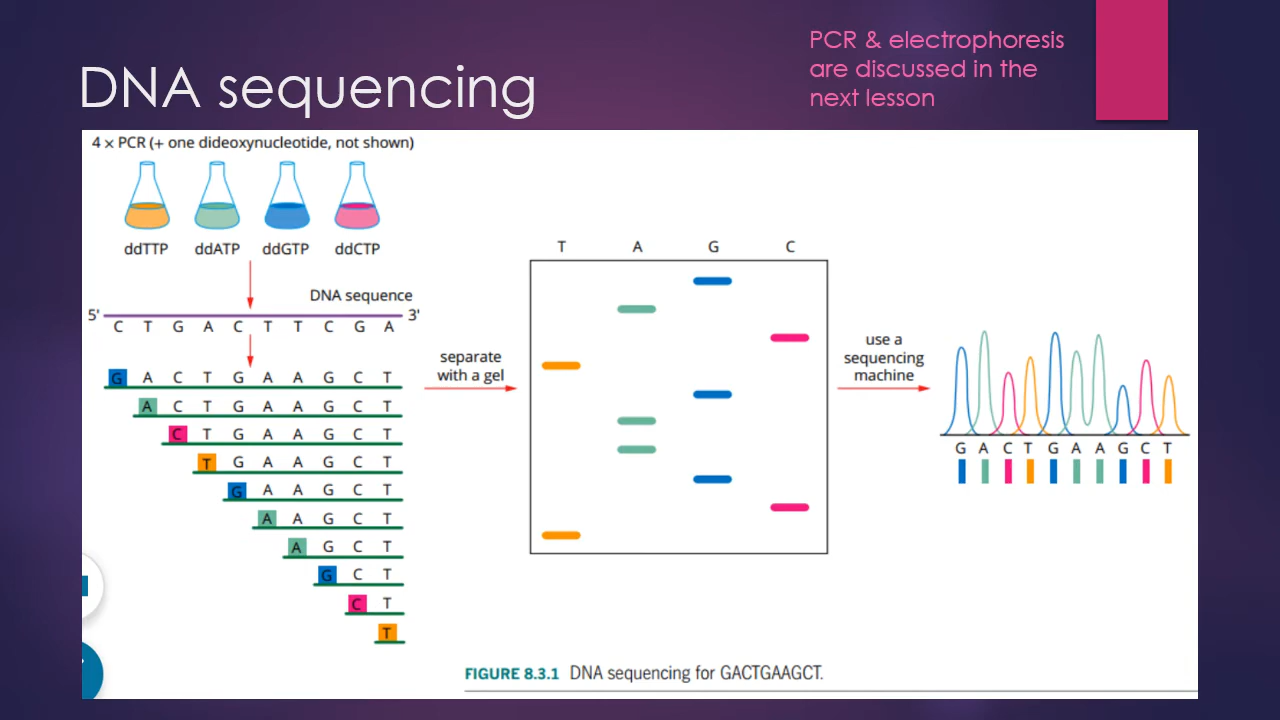 DNA sequencing
PCR & electrophoresis
are discussed in the
next lesson
4 x PCR (+ one dideoxynucleotide, not shown)
ddTTP ddATP ddGTP ddCTP
DNA sequence
5' 3'
C T G A C T T C G A
G A C T G A A G C T
A C T G A A G C T
C T G A A G C T
T G A A G C T
G A A G C T
A A G C T
A G C T
G C T
C T
T
separate
with a gel
T A G C
use a
sequencing
machine
G A C T G A A G C T
FIGURE 8.3.1 DNA sequencing for GACTGAAGCT.